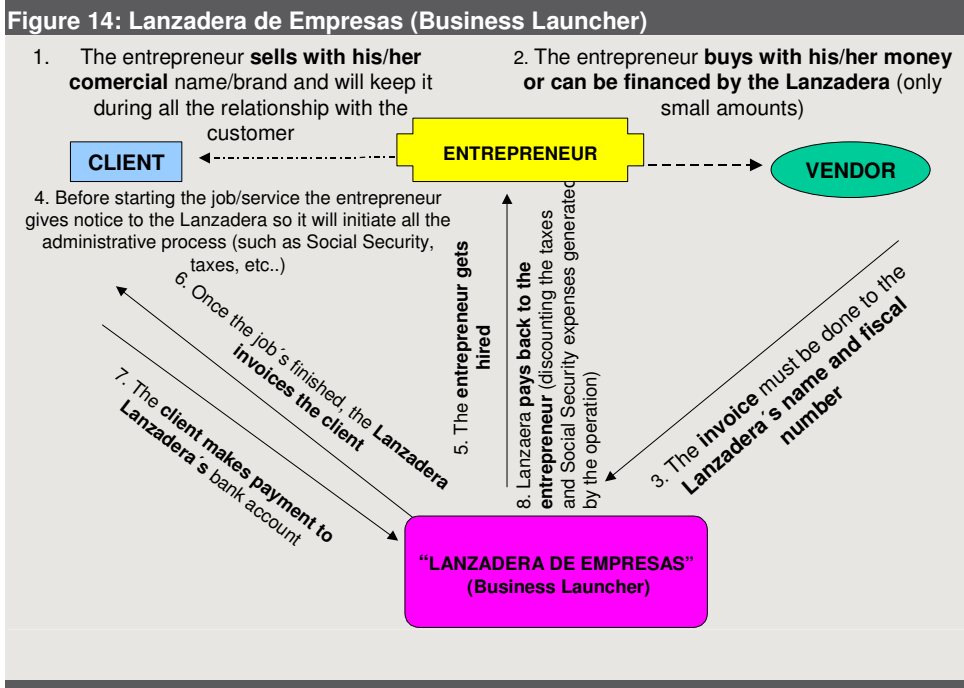 Figure 14: Lanzadera de Empresas (Business Launcher)
1. The entrepreneur sells with his/her
comercial name/brand and will keep it
during all the relationship with the
customer
2. The entrepreneur buys with his/her money
or can be financed by the Lanzadera (only
small amounts)
CLIENT
ENTREPRENEUR
VENDOR
4. Before starting the job/service the entrepreneur
gives notice to the Lanzadera so it will initiate all the
administrative process (such as Social Security,
taxes, etc..)
6. Once the job´s finished, the Lanzadera
invoices the client
7. The client makes payment to
Lanzadera´s bank account
5. The entrepreneur gets
hired
8. Lanzaera pays back to the
entrepreneur (discounting the taxes
and Social Security expenses generated
by the operation)
3. The invoice must be done to the
Lanzadera´s name and fiscal
number
“LANZADERA DE EMPRESAS”
(Business Launcher)